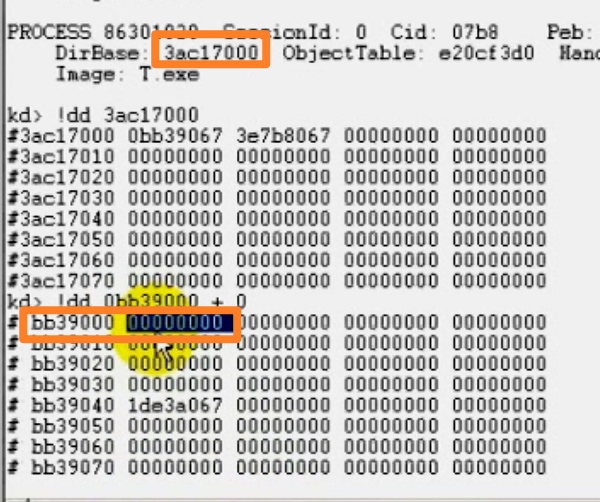 PROCESS 86301020 SessionId: 0 Cid: 07b8 Peb:
DirBase: 3ac17000 ObjectTable: e20cf3d0 Han
Image: T.exe
kd> !dd 3ac17000
#3ac17000 0bb39067 3e7b8067 00000000 00000000
#3ac17010 00000000 00000000 00000000 00000000
#3ac17020 00000000 00000000 00000000 00000000
#3ac17030 00000000 00000000 00000000 00000000
#3ac17040 00000000 00000000 00000000 00000000
#3ac17050 00000000 00000000 00000000 00000000
#3ac17060 00000000 00000000 00000000 00000000
#3ac17070 00000000 00000000 00000000 00000000
kd> !dd 0bb39000 + 0
# bb39000 00000000 00000000 00000000 00000000
# bb39010 00000000 00000000 00000000 00000000
# bb39020 00000000 00000000 00000000 00000000
# bb39030 00000000 00000000 00000000 00000000
# bb39040 1de3a067 00000000 00000000 00000000
# bb39050 00000000 00000000 00000000 00000000
# bb39060 00000000 00000000 00000000 00000000
# bb39070 00000000 00000000 00000000 00000000